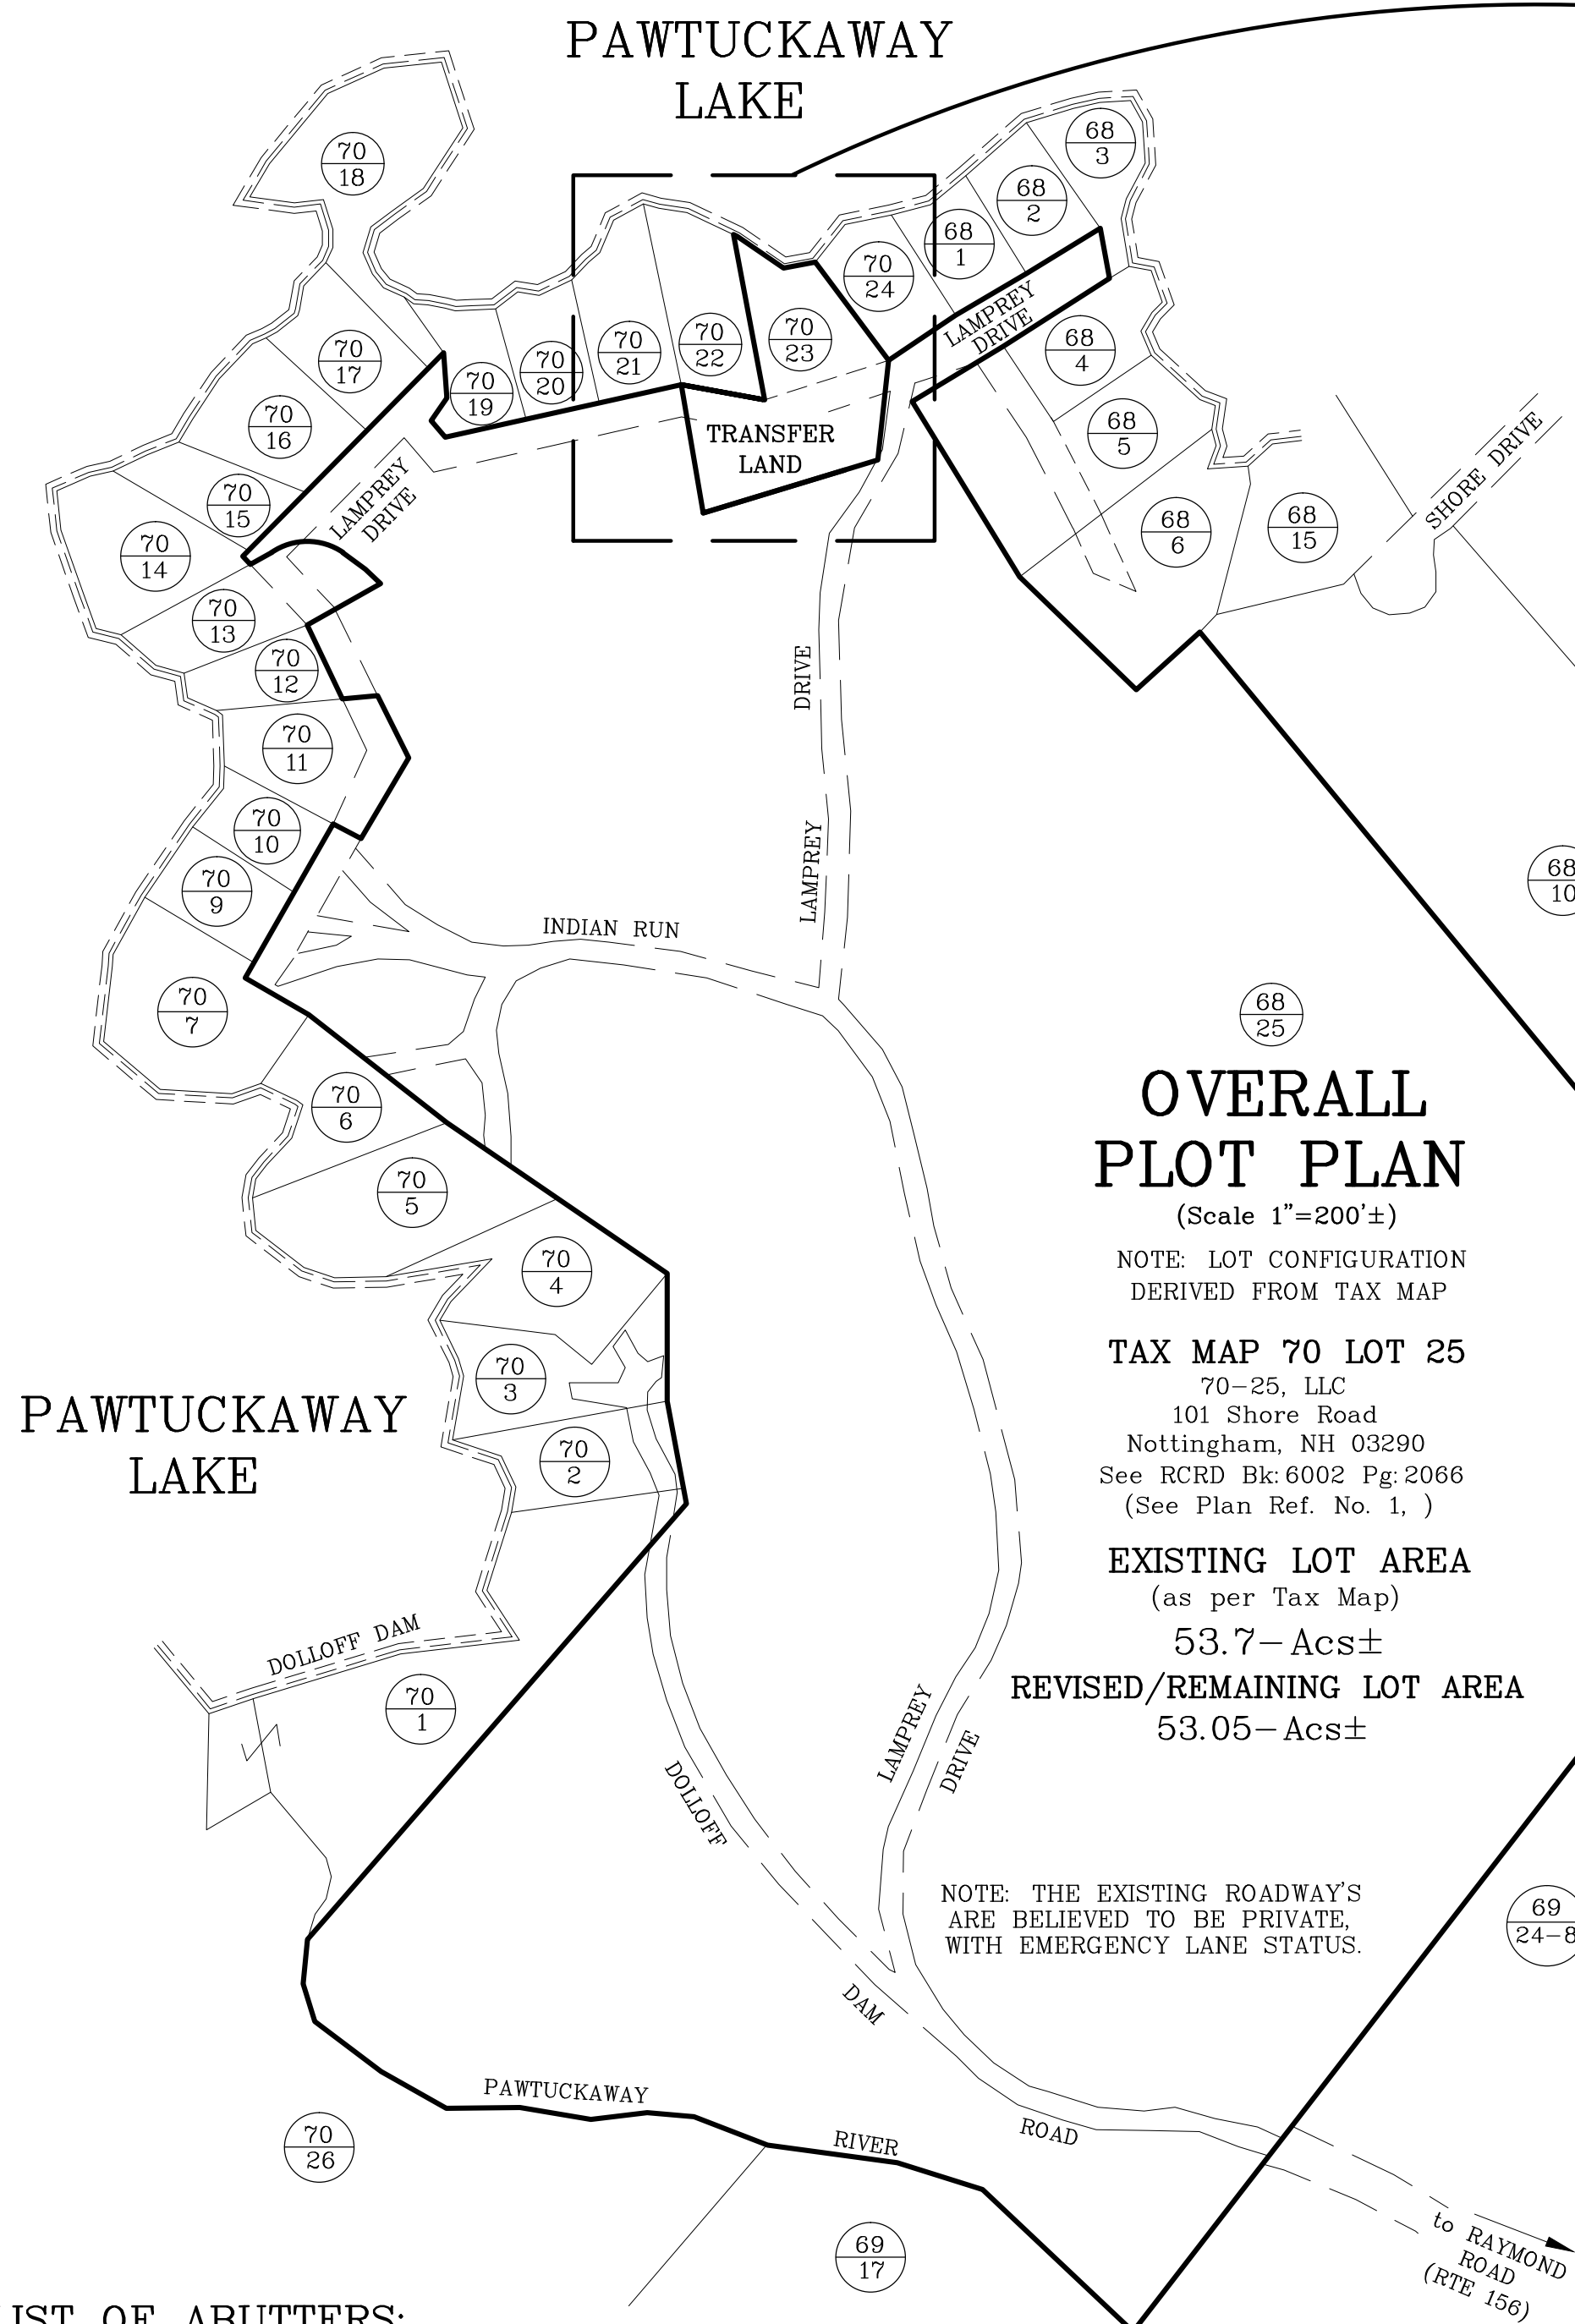 PAWTUCKAWAY
LAKE
70
18
68
3
68
2
68
1
70
24
LAMPREY
DRIVE
70
23
70
22
70
21
70
20
70
19
70
17
70
16
70
15
70
14
70
13
70
12
70
11
70
10
70
9
70
7
70
6
70
5
70
4
70
3
70
2
70
1
68
4
68
5
68
6
68
15
SHORE DRIVE
TRANSFER
LAND
LAMPREY
DRIVE
DRIVE
LAMPREY
INDIAN RUN
68
10
68
25
OVERALL
PLOT PLAN
(Scale 1"=200'±)
NOTE: LOT CONFIGURATION
DERIVED FROM TAX MAP
TAX MAP 70 LOT 25
70-25, LLC
101 Shore Road
Nottingham, NH 03290
See RCRD Bk: 6002 Pg: 2066
(See Plan Ref. No. 1, )
EXISTING LOT AREA
(as per Tax Map)
53.7-Acs±
REVISED/REMAINING LOT AREA
53.05-Acs±
PAWTUCKAWAY
LAKE
DOLLOFF DAM
LAMPREY
DRIVE
DOLLOFF
DAM
ROAD
NOTE: THE EXISTING ROADWAY'S
ARE BELIEVED TO BE PRIVATE,
WITH EMERGENCY LANE STATUS.
69
24-8
PAWTUCKAWAY
RIVER
70
26
69
17
to RAYMOND
ROAD
(RTE 156)
LIST OF ABUTTERS: